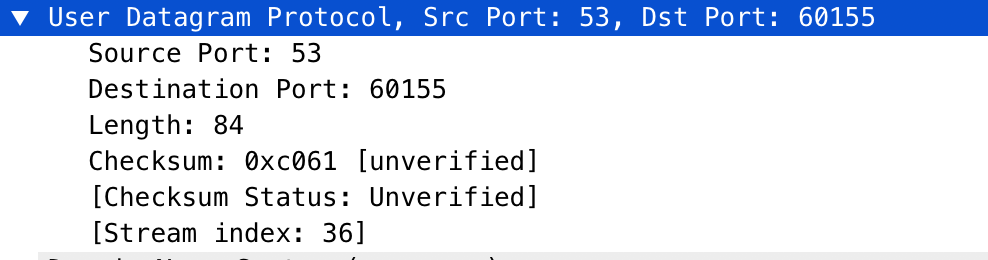 User Datagram Protocol, Src Port: 53, Dst Port: 60155
Source Port: 53
Destination Port: 60155
Length: 84
Checksum: 0xc061 [unverified]
[Checksum Status: Unverified]
[Stream index: 36]